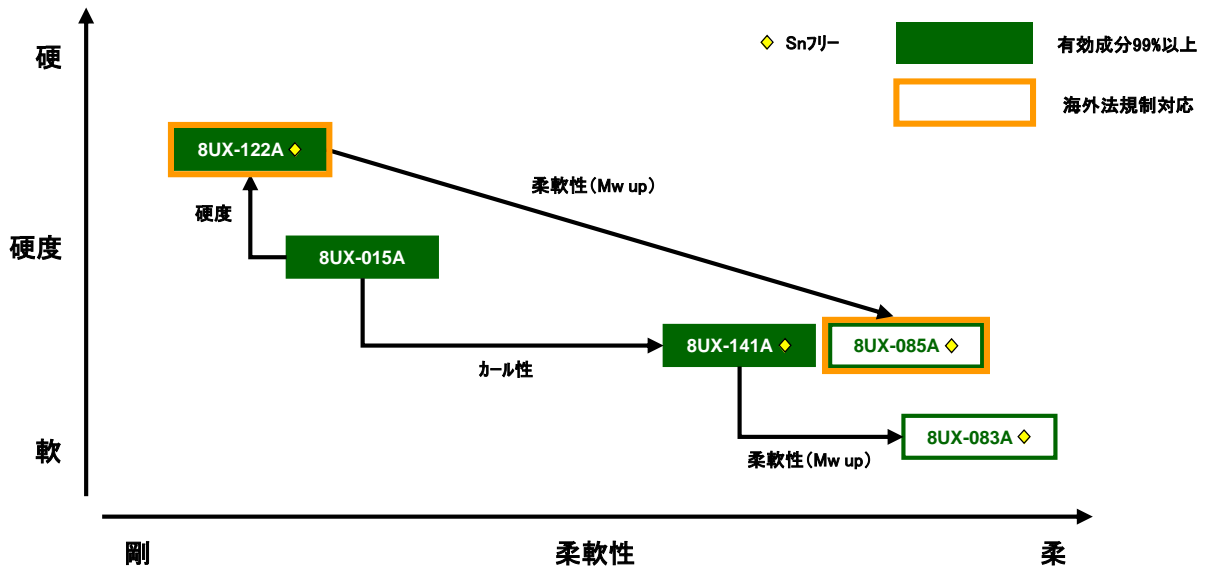 硬
Snフリー
有効成分99%以上
海外法規制対応
8UX-122A
柔軟性（Mw up）
硬度
硬度
8UX-015A
8UX-141A
8UX-085A
カール性
8UX-083A
軟
柔軟性（Mw up）
剛
柔軟性
柔